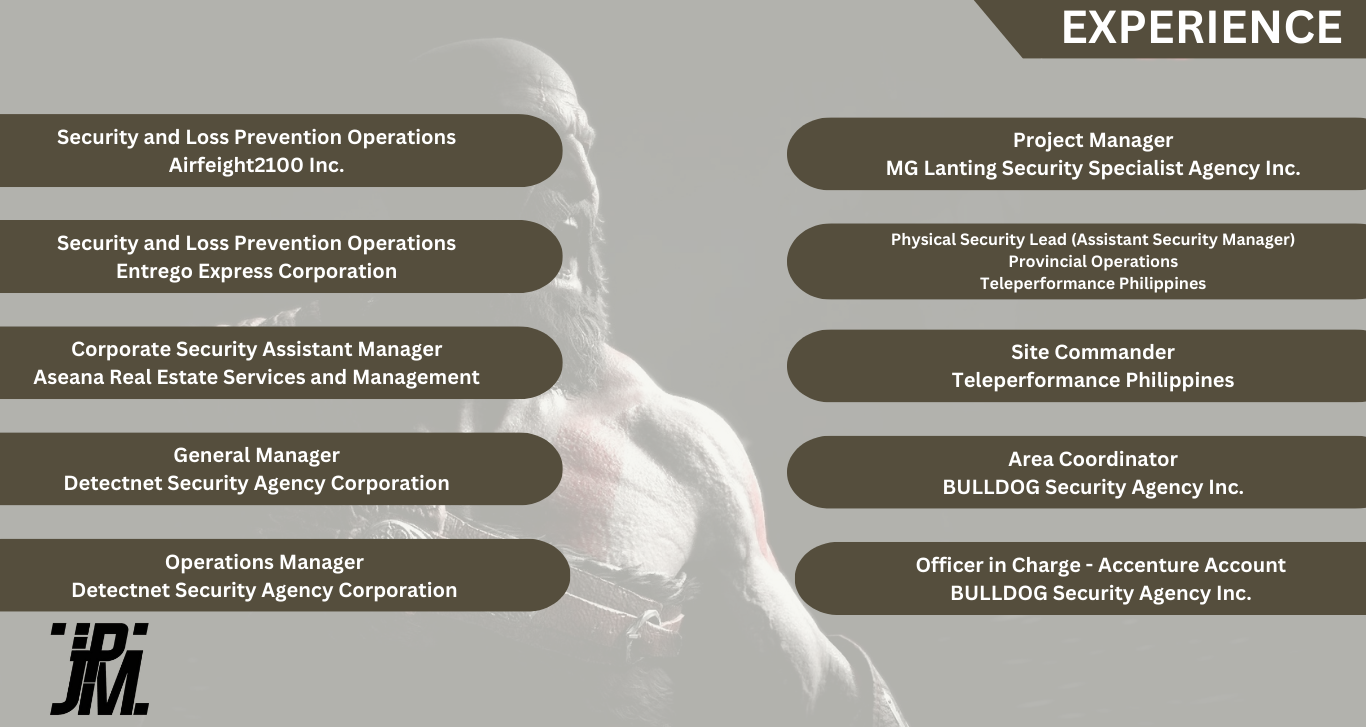 EXPERIENCE
Security and Loss Prevention Operations
Airfeight2100 Inc.
Security and Loss Prevention Operations
Entrego Express Corporation
Corporate Security Assistant Manager
Aseana Real Estate Services and Management
General Manager
Detectnet Security Agency Corporation
Operations Manager
Detectnet Security Agency Corporation
Project Manager
MG Lanting Security Specialist Agency Inc.
Physical Security Lead (Assistant Security Manager)
Provincial Operations
Teleperformance Philippines
Site Commander
Teleperformance Philippines
Area Coordinator
BULLDOG Security Agency Inc.
Officer in Charge - Accenture Account
BULLDOG Security Agency Inc.
JPM